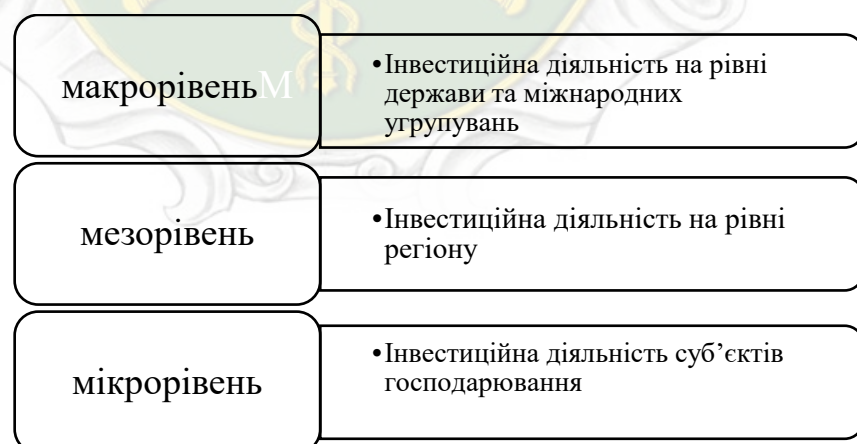 макрорівеньМ
•Інвестиційна діяльність на рівні
держави та міжнародних
угрупувань
мезорівень
•Інвестиційна діяльність на рівні
регіону
мікрорівень
•Інвестиційна діяльність суб’єктів
господарювання